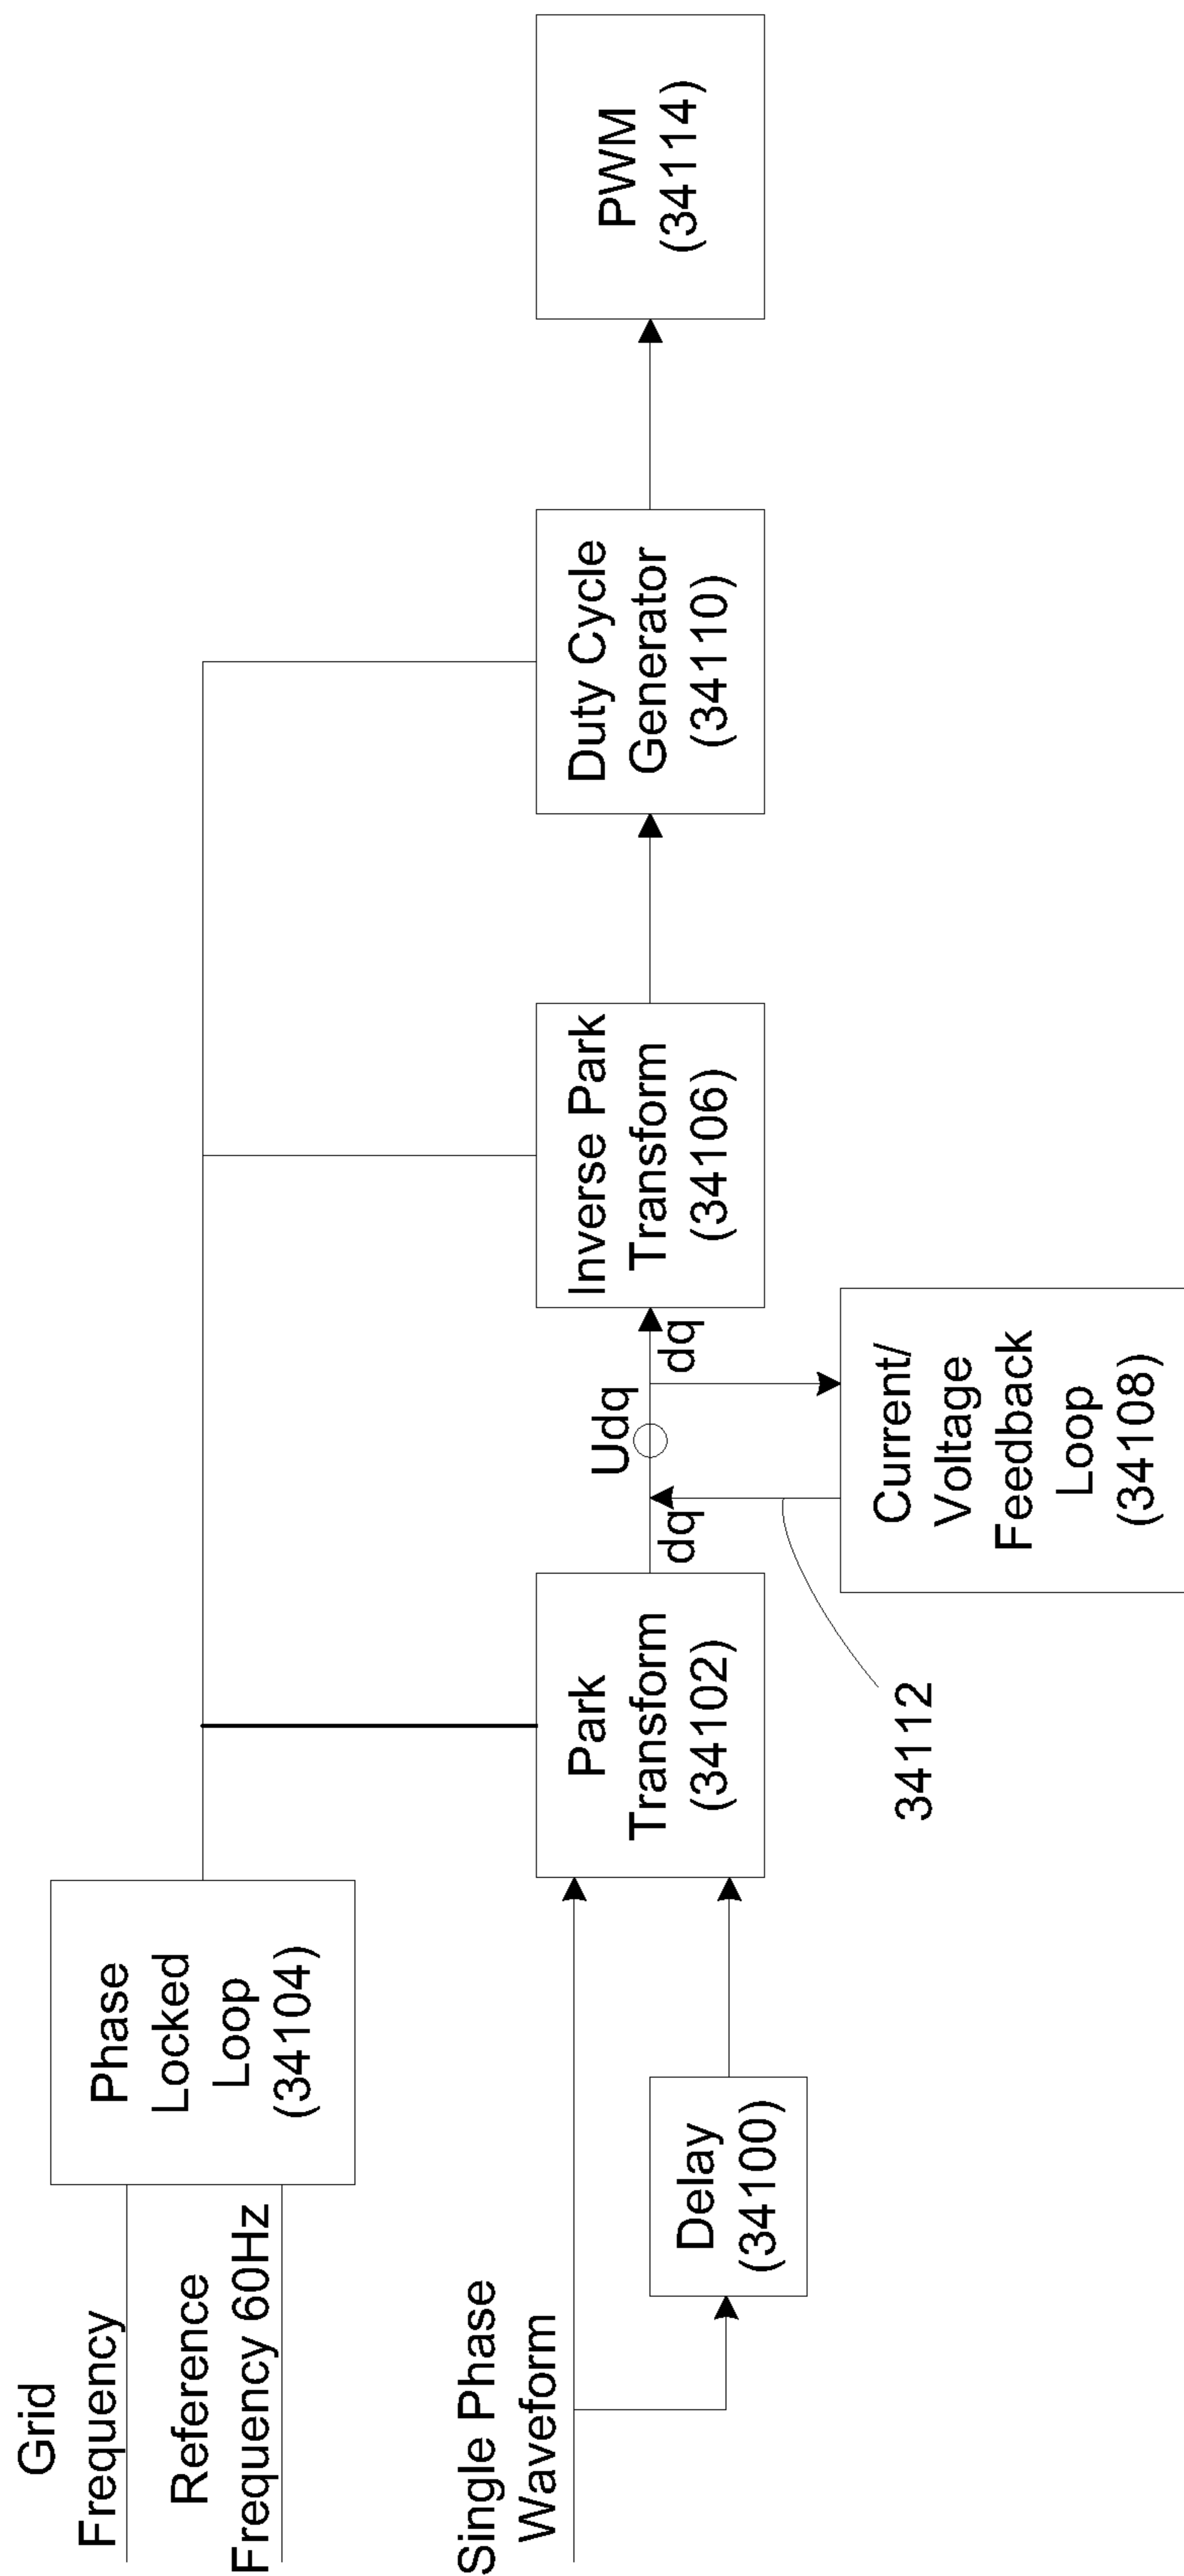 Grid
Frequency
Reference
Frequency 60Hz
Phase
Locked
Loop
(34104)
Single Phase
Waveform
Delay
(34100)
Park
Transform
(34102)
dq
Udq
dq
34112
Current/
Voltage
Feedback
Loop
(34108)
Inverse Park
Transform
(34106)
Duty Cycle
Generator
(34110)
PWM
(34114)